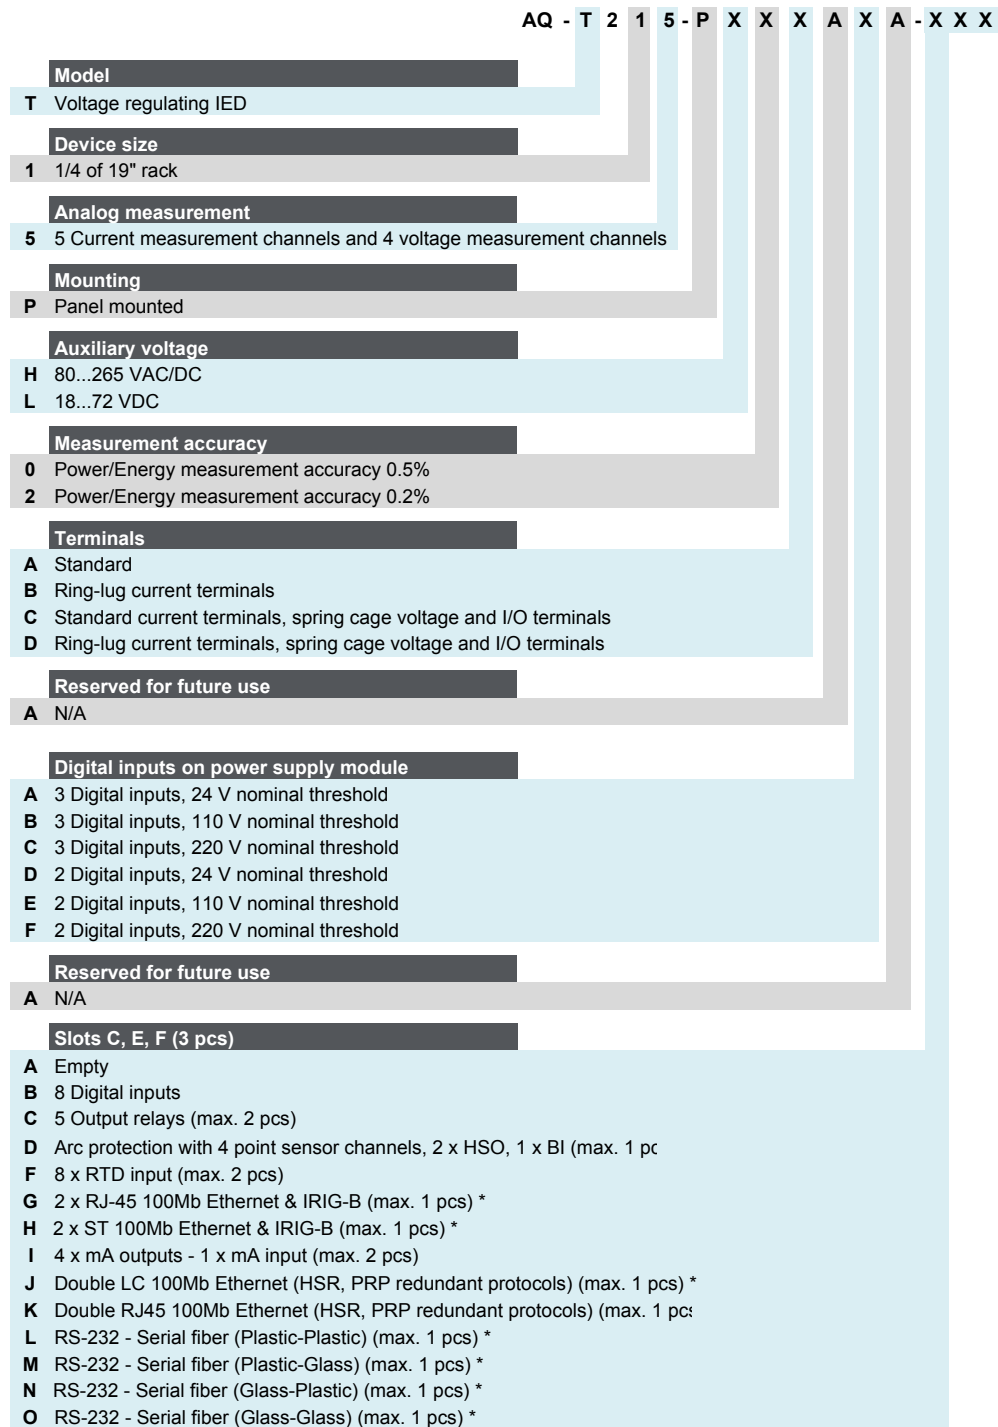 AQ - T 2 1 5 - P X X X A X A - X X X
Model
T Voltage regulating IED
Device size
1 1/4 of 19" rack
Analog measurement
5 5 Current measurement channels and 4 voltage measurement channels
Mounting
P Panel mounted
Auxiliary voltage
H 80...265 VAC/DC
L 18...72 VDC
Measurement accuracy
0 Power/Energy measurement accuracy 0.5%
2 Power/Energy measurement accuracy 0.2%
Terminals
A Standard
B Ring-lug current terminals
C Standard current terminals, spring cage voltage and I/O terminals
D Ring-lug current terminals, spring cage voltage and I/O terminals
Reserved for future use
A N/A
Digital inputs on power supply module
A 3 Digital inputs, 24 V nominal threshold
B 3 Digital inputs, 110 V nominal threshold
C 3 Digital inputs, 220 V nominal threshold
D 2 Digital inputs, 24 V nominal threshold
E 2 Digital inputs, 110 V nominal threshold
F 2 Digital inputs, 220 V nominal threshold
Reserved for future use
A N/A
Slots C, E, F (3 pcs)
A Empty
B 8 Digital inputs
C 5 Output relays (max. 2 pcs)
D Arc protection with 4 point sensor channels, 2 x HSO, 1 x BI (max. 1
F 8 x RTD input (max. 2 pcs)
G 2 x RJ-45 100Mb Ethernet & IRIG-B (max. 1 pcs) *
H 2 x ST 100Mb Ethernet & IRIG-B (max. 1 pcs) *
I 4 x mA outputs - 1 x mA input (max. 2 pcs)
J Double LC 100Mb Ethernet (HSR, PRP redundant protocols) (max. 1 pcs) *
K Double RJ45 100Mb Ethernet (HSR, PRP redundant protocols) (max. 1 pcs
L RS-232 - Serial fiber (Plastic-Plastic) (max. 1 pcs) *
M RS-232 - Serial fiber (Plastic-Glass) (max. 1 pcs) *
N RS-232 - Serial fiber (Glass-Plastic) (max. 1 pcs) *
O RS-232 - Serial fiber (Glass-Glass) (max. 1 pcs) *